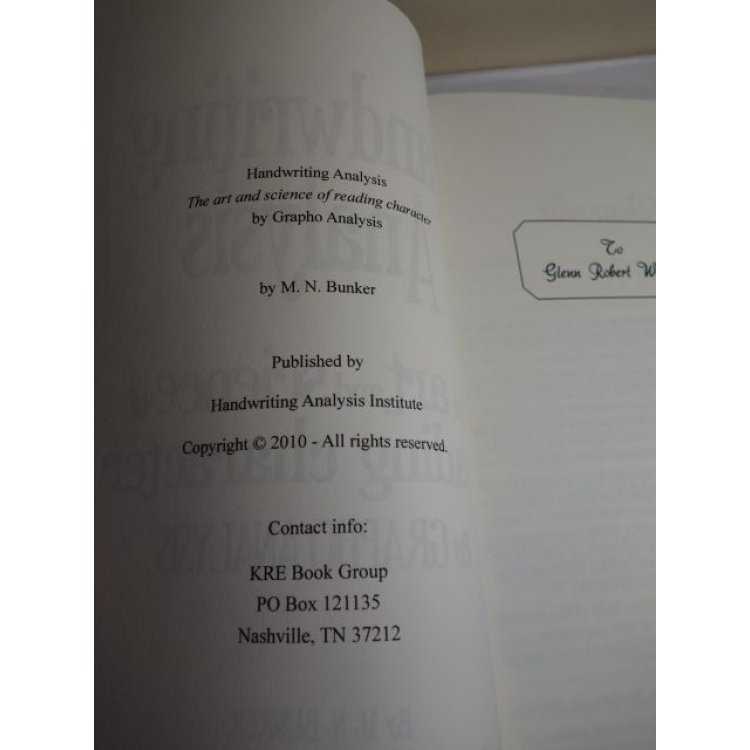 Handwriting Analysis
The art and science of reading character
by Grapho Analysis
by M. N. Bunker
Published by
Handwriting Analysis Institute
Copyright © 2010 - All rights reserved.
Contact info:
KRE Book Group
PO Box 121135
Nashville, TN 37212
To
Glenn Robert W